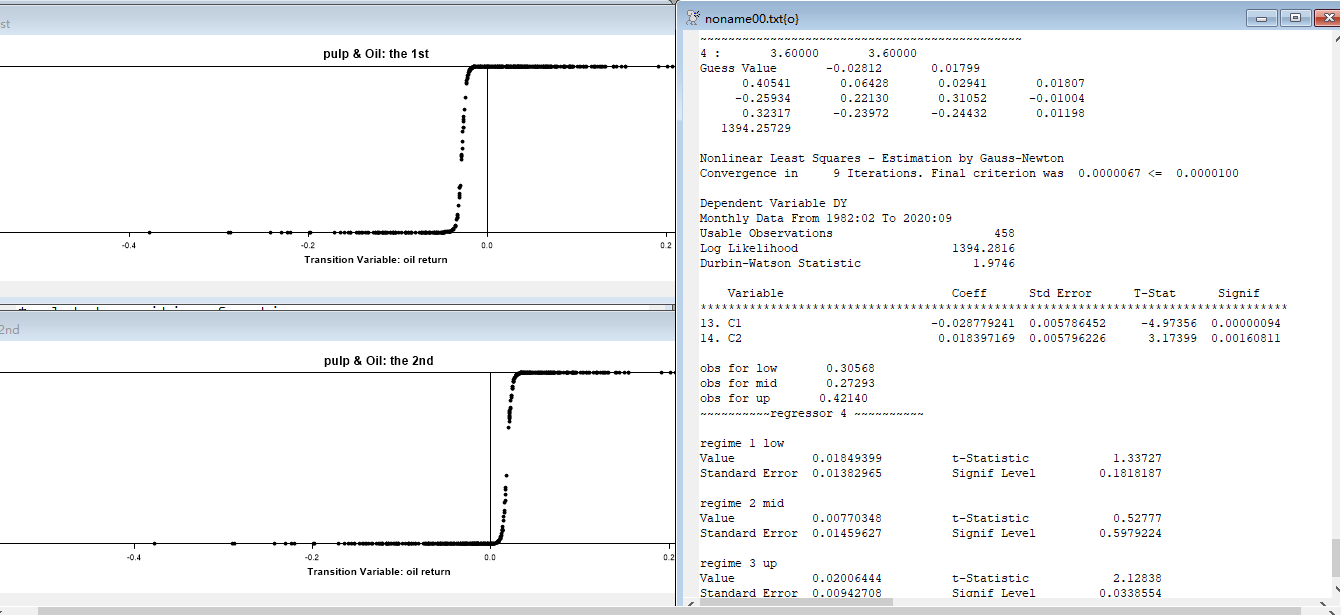 st
pulp & Oil: the 1st
-0.4
-0.2
-0.0
0.2
Transition Variable: oil return
2nd
pulp & Oil: the 2nd
-0.4
-0.2
0.0
0.2
Transition Variable: oil return
noname00.txt{o}
~~~~~~~~~~~~~~~~~~~~~~~~~~~~~~~~~~~~~~~~~~~~~~
4 : 3.60000 3.60000
Guess Value -0.02812 0.01799
0.40541 0.06428 0.02941 0.01807
-0.25934 0.22130 0.31052 -0.01004
0.32317 -0.23972 -0.24432 0.01198
1394.25729
Nonlinear Least Squares - Estimation by Gauss-Newton
Convergence in 9 Iterations. Final criterion was 0.0000067 <= 0.0000100
Dependent Variable DY
Monthly Data From 1982:02 To 2020:09
Usable Observations 458
Log Likelihood 1394.2816
Durbin-Watson Statistic 1.9746
Variable Coeff Std Error T-Stat Signif
************************************************************************************
13. C1 -0.028779241 0.005786452 -4.97356 0.00000094
14. C2 0.018397169 0.005796226 3.17399 0.00160811
obs for low 0.30568
obs for mid 0.27293
obs for up 0.42140
~~~~~~~~~~regressor 4 ~~~~~~~~~~
regime 1 low
Value 0.01849399 t-Statistic 1.33727
Standard Error 0.01382965 Signif Level 0.1818187
regime 2 mid
Value 0.00770348 t-Statistic 0.52777
Standard Error 0.01459627 Signif Level 0.5979224
regime 3 up
Value 0.02006444 t-Statistic 2.12838
Standard Error 0.00942708 Signif Level 0.0338554